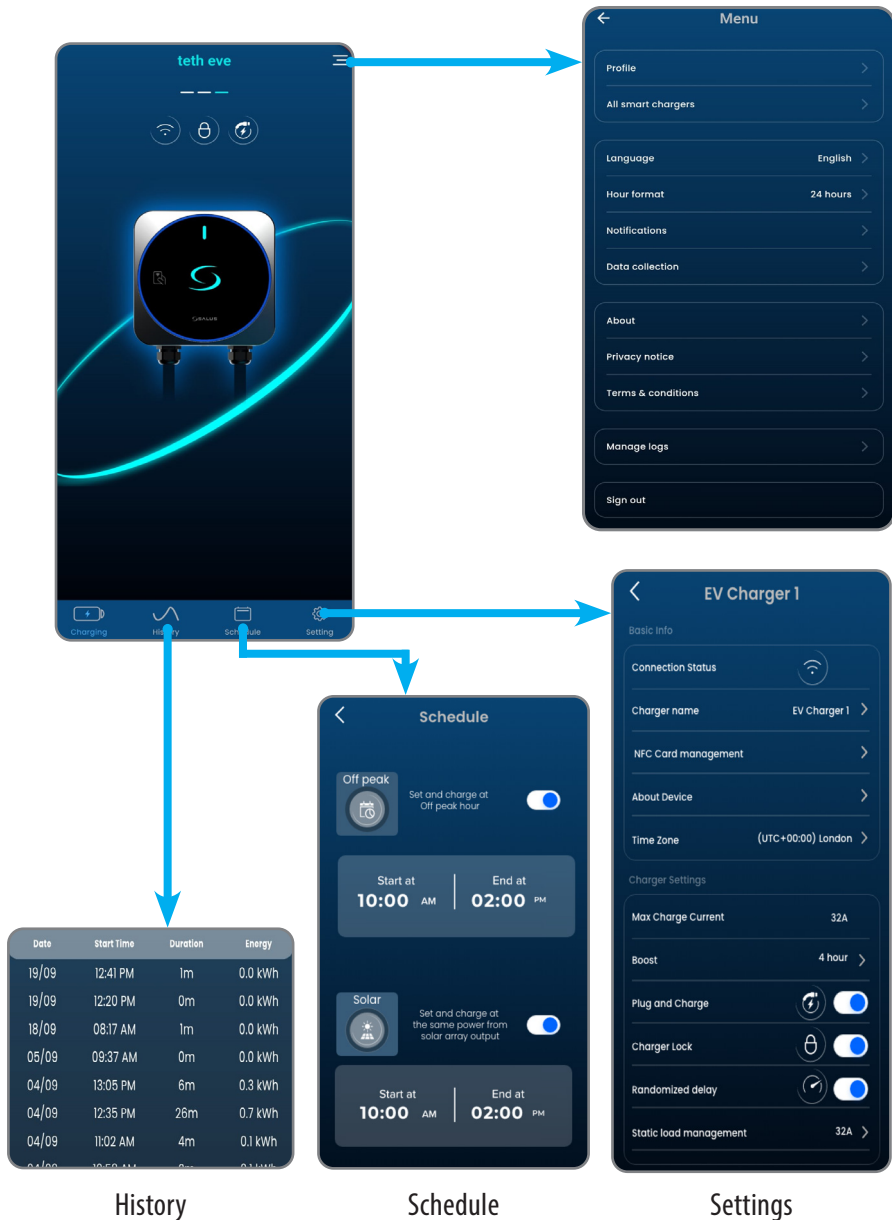 teth eve
SALUS
Charging
History
Schedule
Setting
Menu
Profile
All smart chargers
Language English
Hour format 24 hours
Notifications
Data collection
About
Privacy notice
Terms & conditions
Manage logs
Sign out
Date Start Time Duration Energy
19/09 12:41 PM 1m 0.0 kWh
19/09 12:20 PM 0m 0.0 kWh
18/09 08:17 AM 1m 0.0 kWh
05/09 09:37 AM 0m 0.0 kWh
04/09 13:05 PM 6m 0.3 kWh
04/09 12:35 PM 26m 0.7 kWh
04/09 11:02 AM 4m 0.1 kWh
History
Schedule
Off peak
Set and charge at
Off peak hour
Start at End at
10:00 AM 02:00 PM
Solar
Set and charge at
the same power from
solar array output
Start at End at
10:00 AM 02:00 PM
Schedule
EV Charger 1
Basic Info
Connection Status
Charger name EV Charger 1
NFC Card management
About Device
Time Zone (UTC+00:00) London
Charger Settings
Max Charge Current 32A
Boost 4 hour
Plug and Charge
Charger Lock
Randomized delay
Static load management 32A
Settings